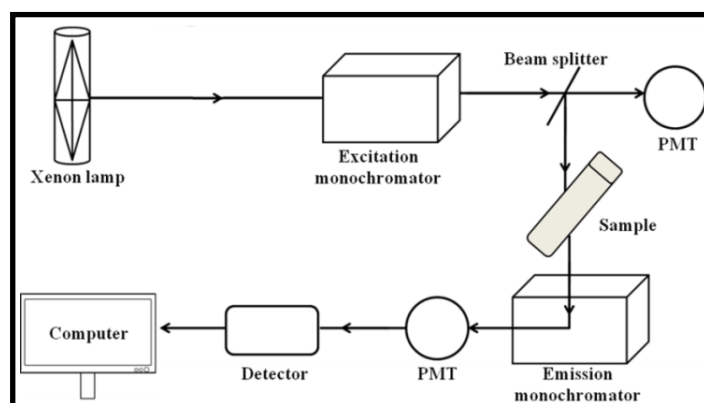 Beam splitter
Xenon lamp
Excitation
monochromator
PMT
Sample
Computer
Detector
PMT
Emission
monochromator